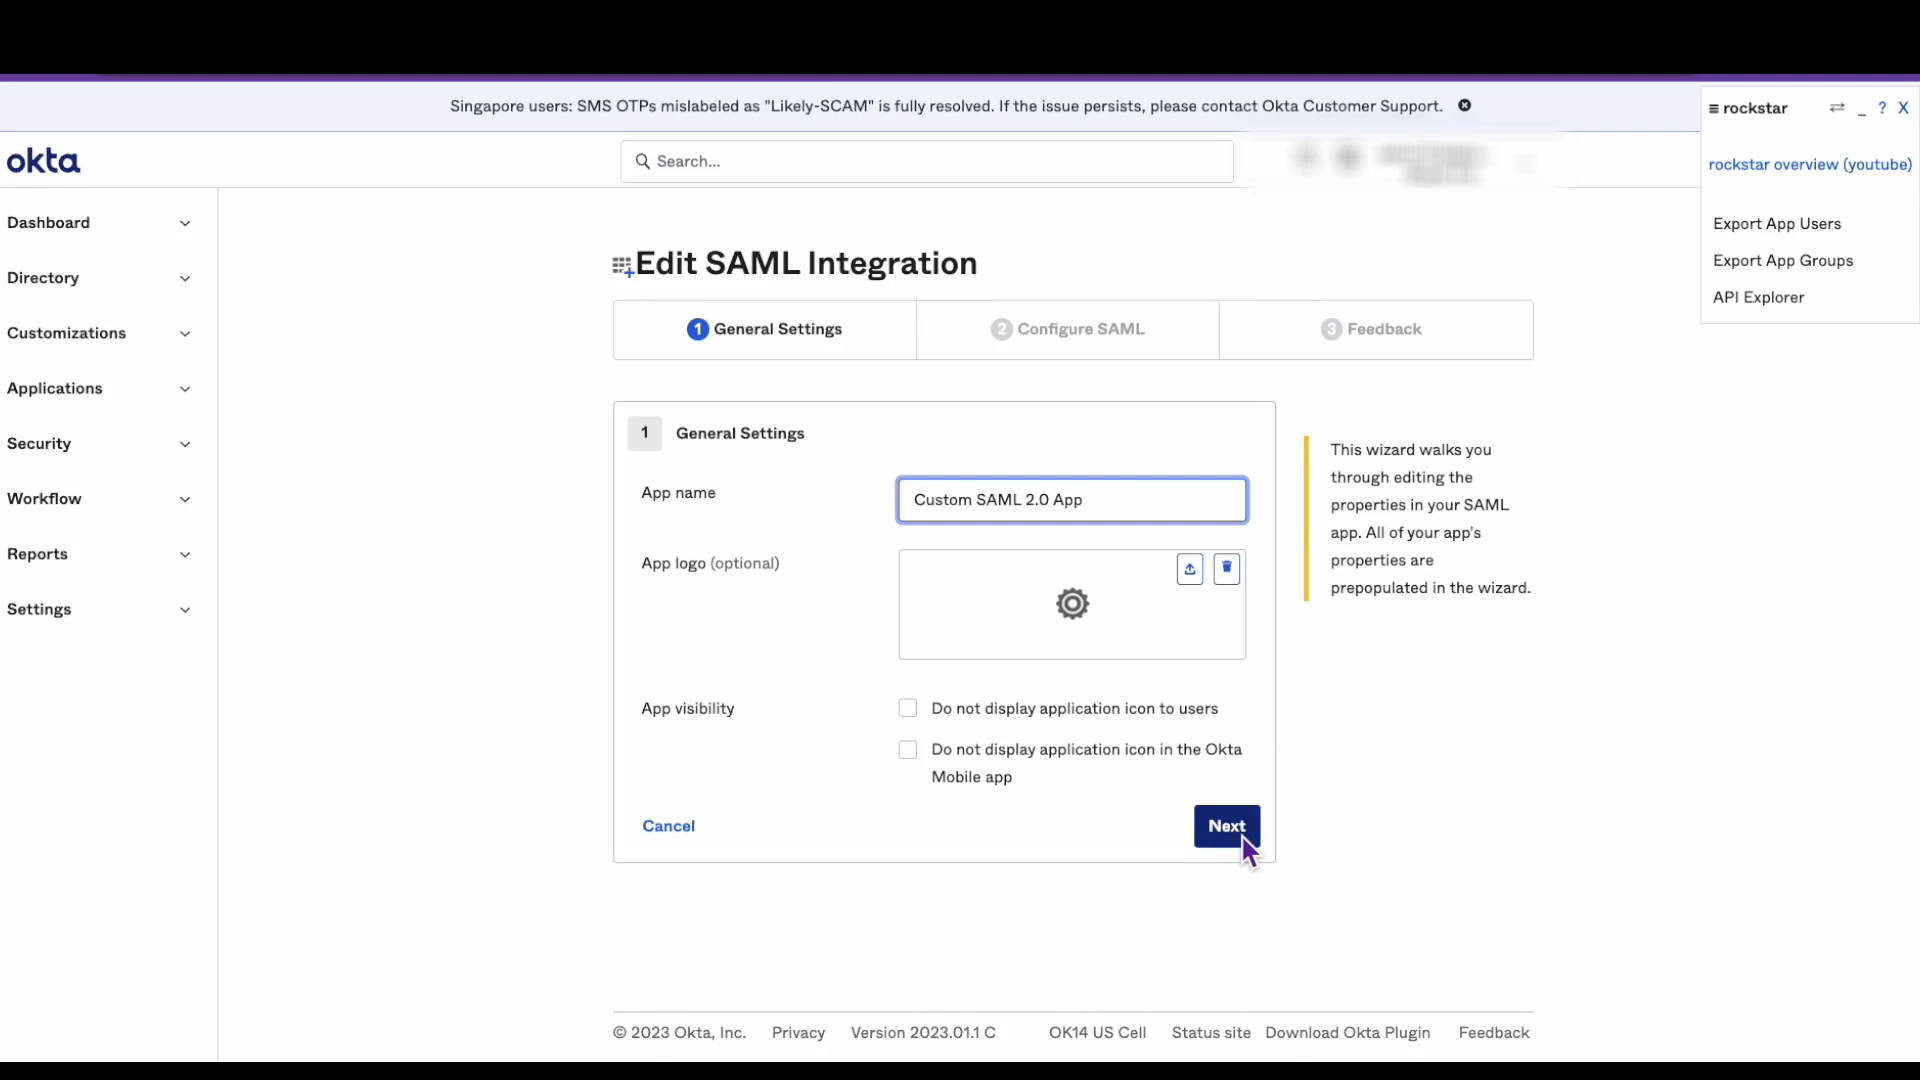 Singapore users: SMS OTPs mislabeled as "Likely-SCAM" is fully resolved. If the issue persists, please contact Okta Customer Support.
rockstar
? X
okta
Search...
rockstar overview (youtube)
Export App Users
Export App Groups
API Explorer
Dashboard
Directory
Customizations
Applications
Security
Workflow
Reports
Settings
Edit SAML Integration
1 General Settings
2 Configure SAML
3 Feedback
1 General Settings
App name
Custom SAML 2.0 App
App logo (optional)
App visibility
Do not display application icon to users
Do not display application icon in the Okta
Mobile app
Cancel
Next
This wizard walks you
through editing the
properties in your SAML
app. All of your app's
properties are
prepopulated in the wizard.
© 2023 Okta, Inc. Privacy Version 2023.01.1 C OK14 US Cell Status site Download Okta Plugin Feedback